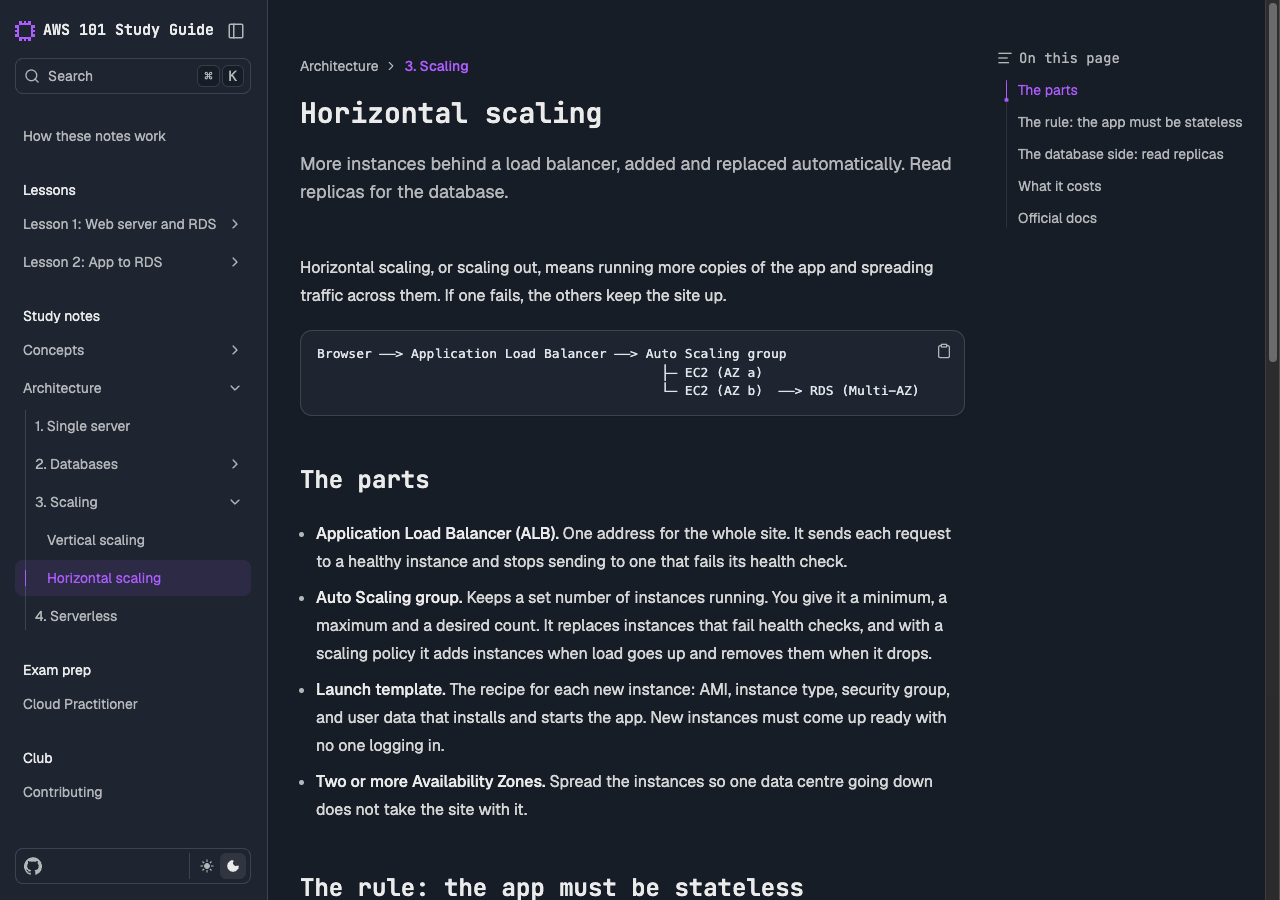 AWS 101 Study Guide
Search
⌘ K
How these notes work
Lessons
Lesson 1: Web server and RDS
Lesson 2: App to RDS
Study notes
Concepts
Architecture
1. Single server
2. Databases
3. Scaling
Vertical scaling
Horizontal scaling
4. Serverless
Exam prep
Cloud Practitioner
Club
Contributing
Architecture > 3. Scaling
Horizontal scaling
More instances behind a load balancer, added and replaced automatically. Read
replicas for the database.
Horizontal scaling, or scaling out, means running more copies of the app and spreading
traffic across them. If one fails, the others keep the site up.
Browser ──> Application Load Balancer ──> Auto Scaling group
├─ EC2 (AZ a)
└─ EC2 (AZ b) ──> RDS (Multi-AZ)
The parts
• Application Load Balancer (ALB). One address for the whole site. It sends each request
to a healthy instance and stops sending to one that fails its health check.
• Auto Scaling group. Keeps a set number of instances running. You give it a minimum, a
maximum and a desired count. It replaces instances that fail health checks, and with a
scaling policy it adds instances when load goes up and removes them when it drops.
• Launch template. The recipe for each new instance: AMI, instance type, security group,
and user data that installs and starts the app. New instances must come up ready with
no one logging in.
• Two or more Availability Zones. Spread the instances so one data centre going down
does not take the site with it.
The rule: the app must be stateless
On this page
The parts
The rule: the app must be stateless
The database side: read replicas
What it costs
Official docs